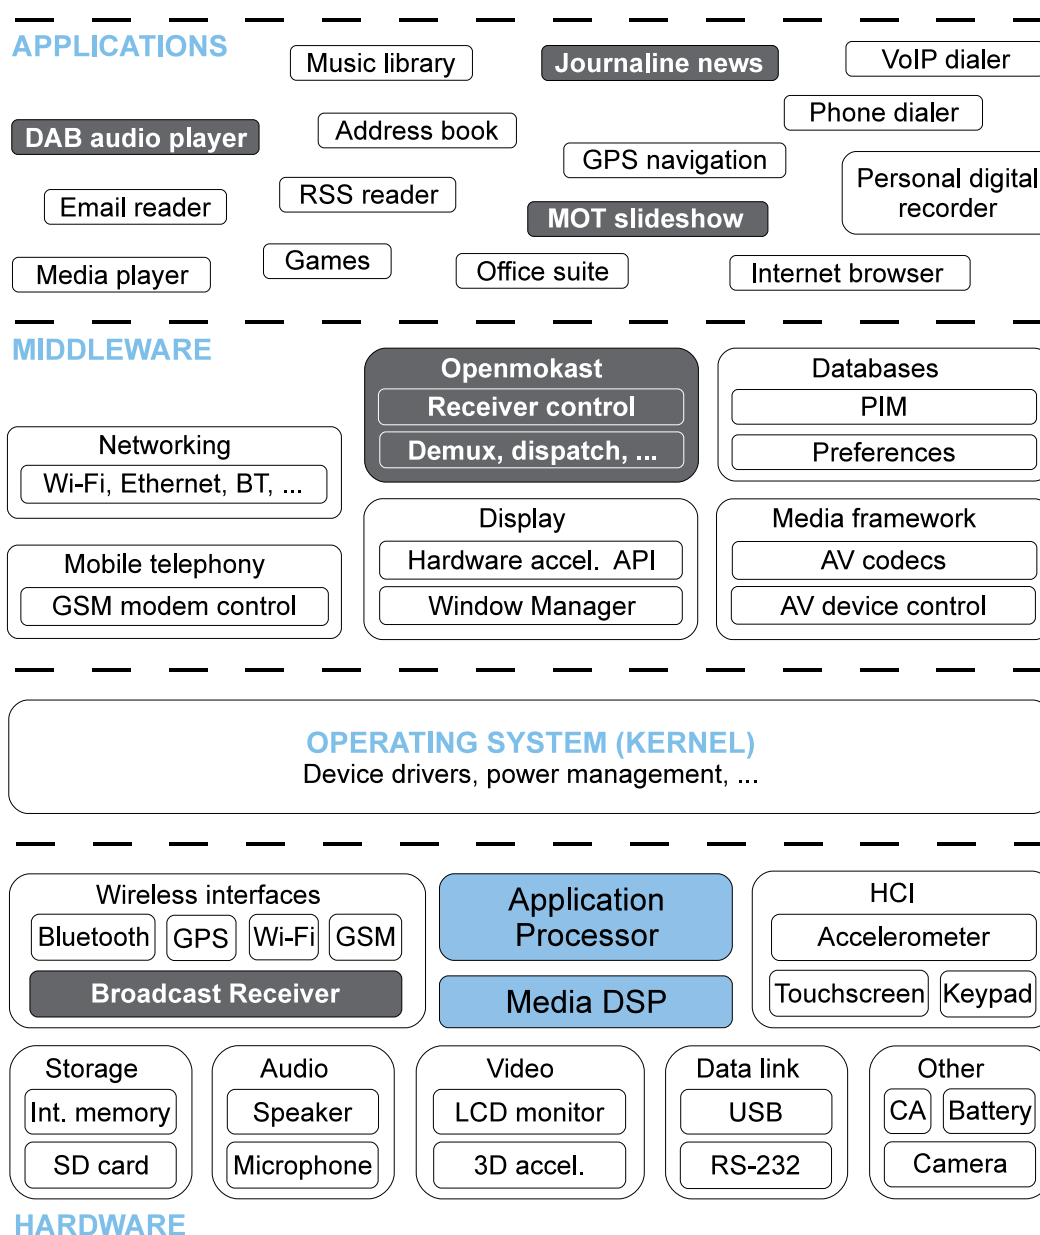 APPLICATIONS
Music library
Journaline news
VoIP dialer
DAB audio player
Address book
Phone dialer
GPS navigation
Personal digital
recorder
Email reader
RSS reader
MOT slideshow
Media player
Games
Office suite
Internet browser
MIDDLEWARE
Openmokast
Receiver control
Demux, dispatch, ...
Databases
PIM
Preferences
Networking
Wi-Fi, Ethernet, BT, ...
Display
Hardware accel. API
Window Manager
Media framework
AV codecs
AV device control
Mobile telephony
GSM modem control
OPERATING SYSTEM (KERNEL)
Device drivers, power management, ...
Wireless interfaces
Bluetooth
GPS
Wi-Fi
GSM
Broadcast Receiver
Application
Processor
Media DSP
HCI
Accelerometer
Touchscreen
Keypad
Storage
Int. memory
SD card
Audio
Speaker
Microphone
Video
LCD monitor
3D accel.
Data link
USB
RS-232
Other
CA
Battery
Camera
HARDWARE